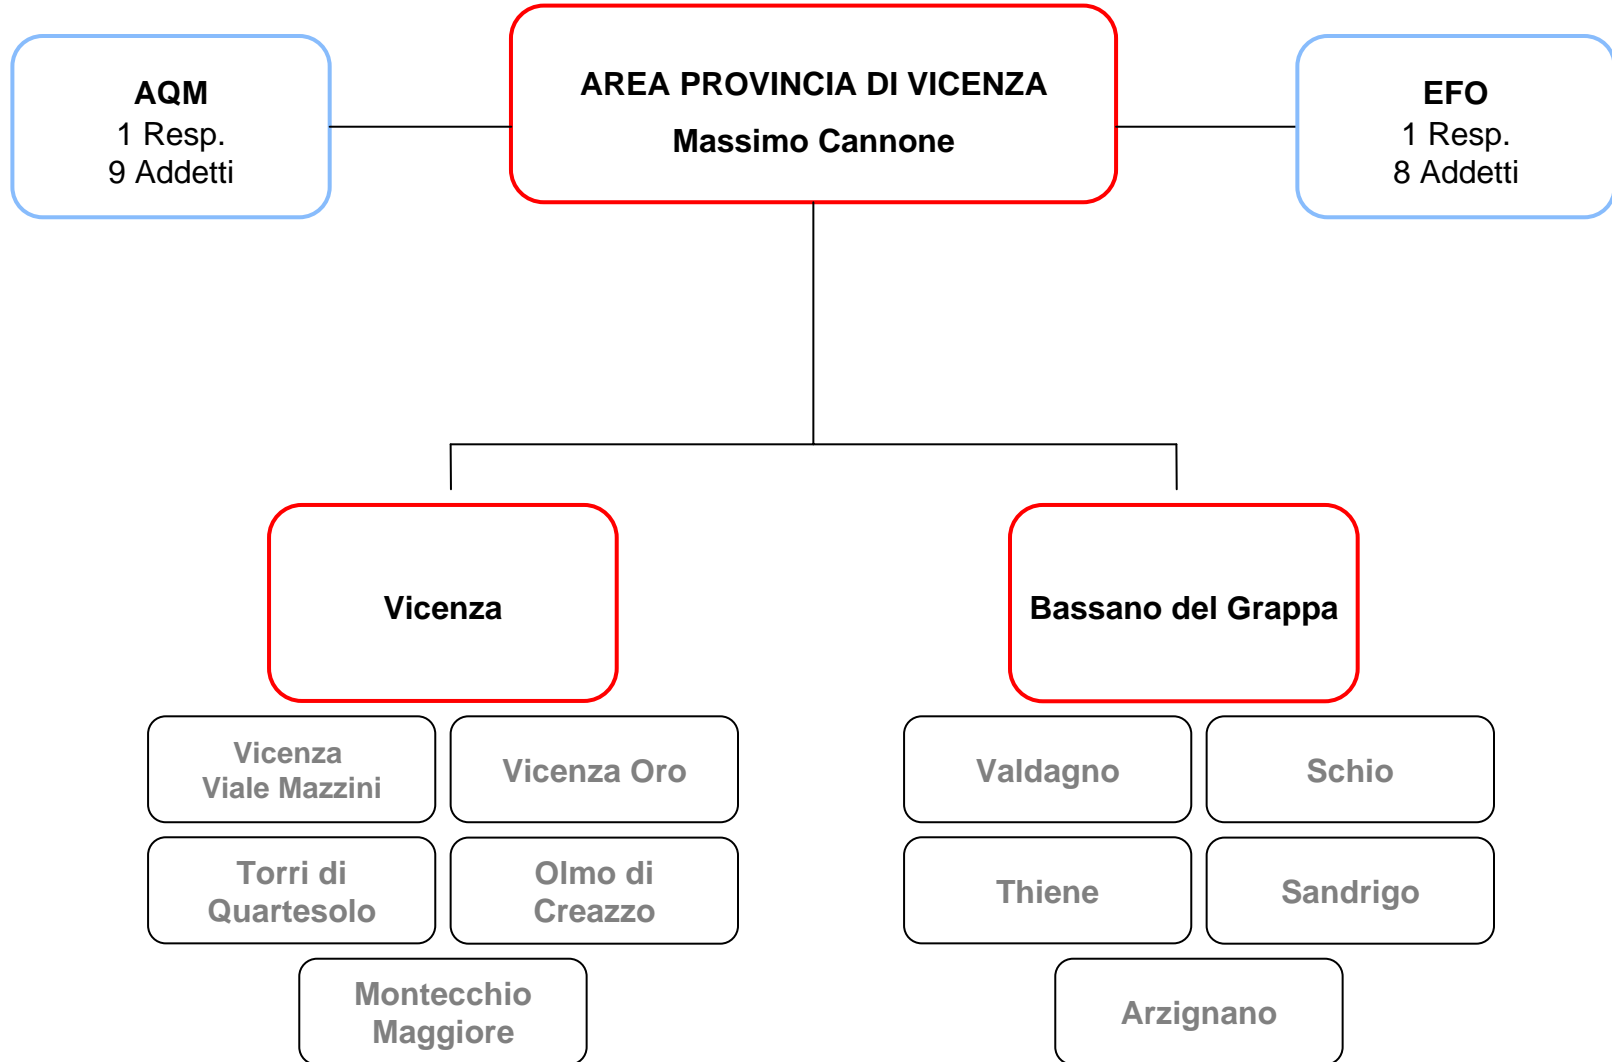 AQM
1 Resp.
9 Addetti
AREA PROVINCIA DI VICENZA
Massimo Cannone
EFO
1 Resp.
8 Addetti
Vicenza
Bassano del Grappa
Vicenza
Viale Mazzini
Vicenza Oro
Valdagno
Schio
Torri di
Quartesolo
Olmo di
Creazzo
Thiene
Sandrigo
Montecchio
Maggiore
Arzignano